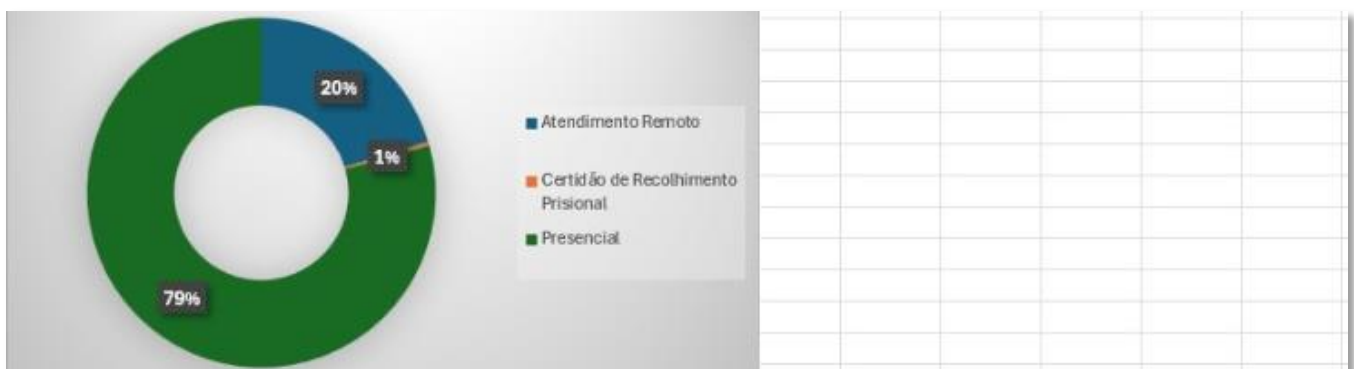 20%
Atendimento Remoto
1%
Certidão de Recolhimento
Prisional
Presencial
79%